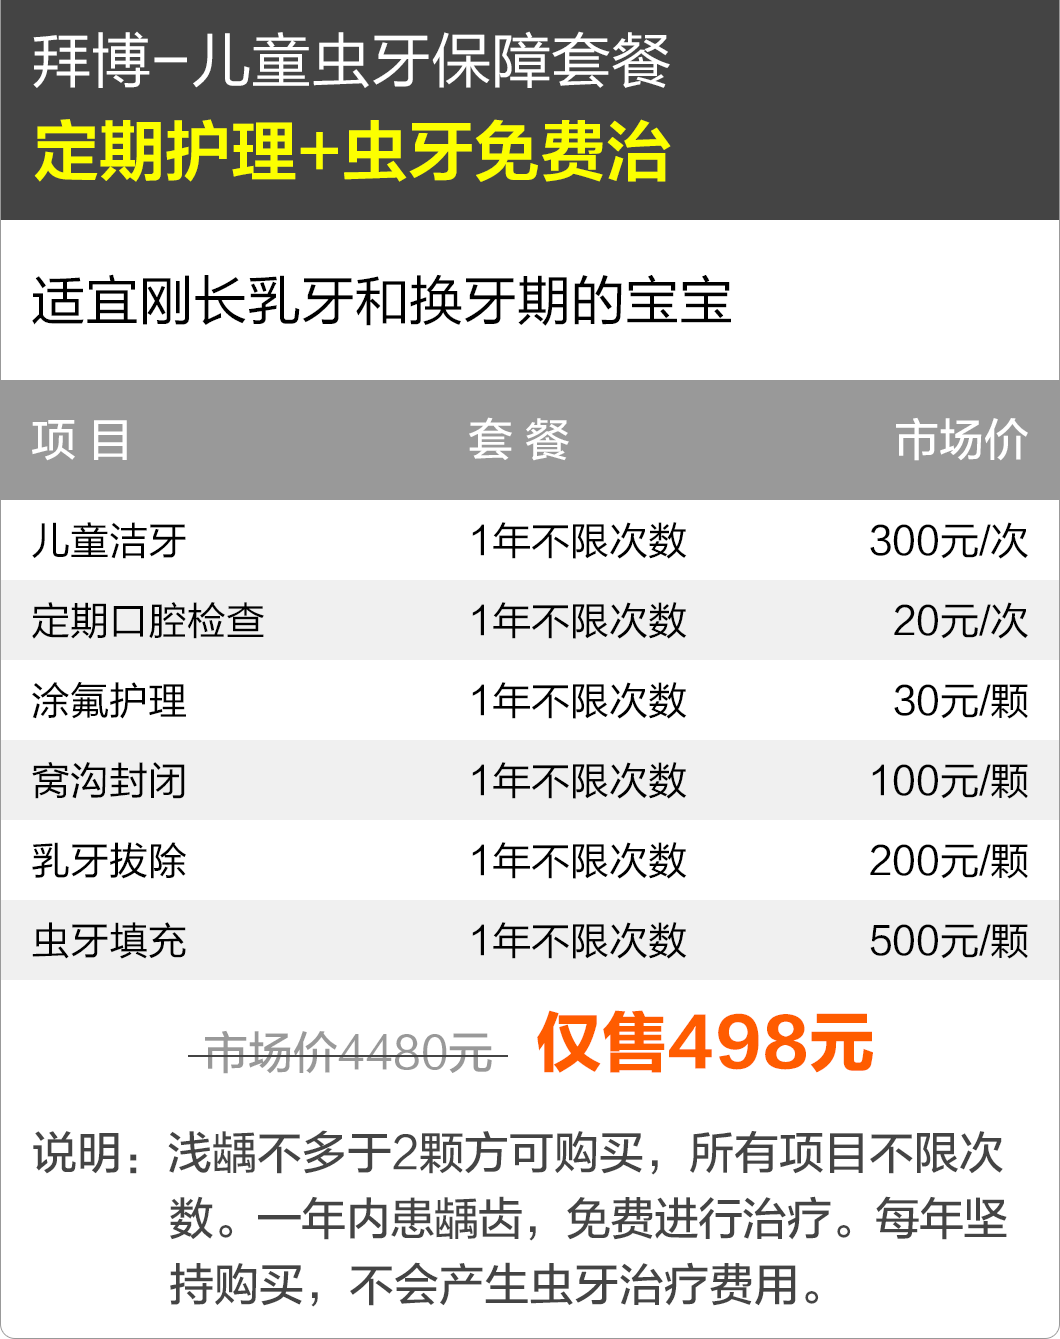 拜博-儿童虫牙保障套餐
定期护理+虫牙免费治
适宜刚长乳牙和换牙期的宝宝
项目 套餐 市场价
儿童洁牙 1年不限次数 300元/次
定期口腔检查 1年不限次数 20元/次
涂氟护理 1年不限次数 30元/颗
窝沟封闭 1年不限次数 100元/颗
乳牙拔除 1年不限次数 200元/颗
虫牙填充 1年不限次数 500元/颗
市场价4480元 仅售498元
说明：浅龋不多于2颗方可购买，所有项目不限次
数。一年内患龋齿，免费进行治疗。每年坚
持购买，不会产生虫牙治疗费用。